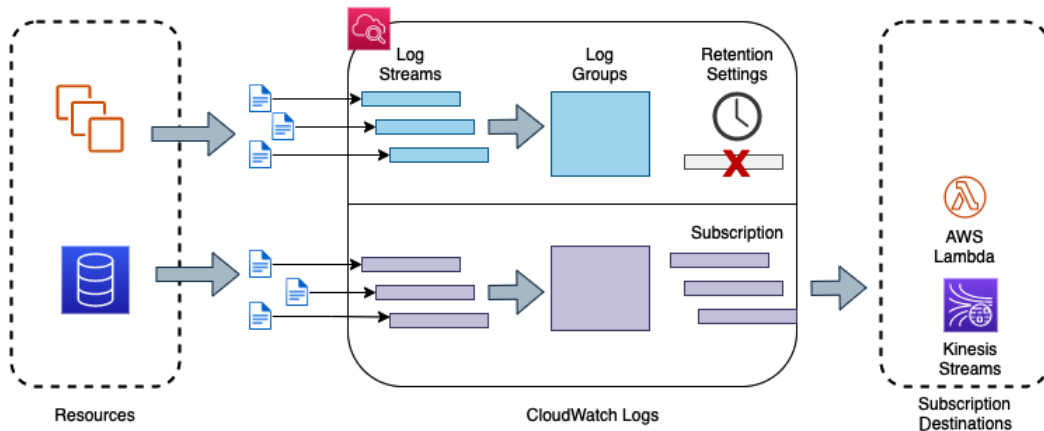 Log
Streams
Log
Groups
Retention
Settings
X
Subscription
AWS
Lambda
Kinesis
Streams
Resources
CloudWatch Logs
Subscription
Destinations